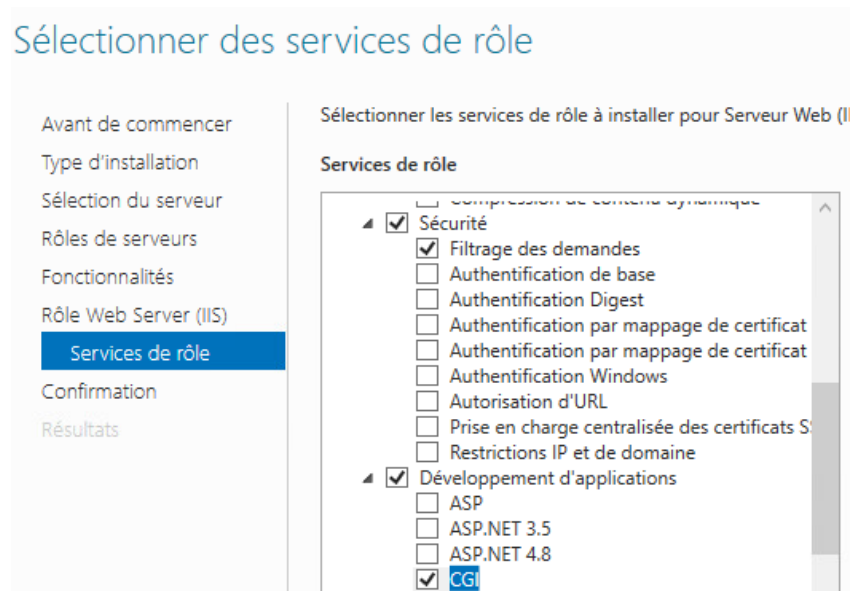 Sélectionner des services de rôle
Avant de commencer
Type d'installation
Sélection du serveur
Rôles de serveurs
Fonctionnalités
Rôle Web Server (IIS)
Services de rôle
Confirmation
Résultats
Sélectionner les services de rôle à installer pour Serveur Web (I
Services de rôle
Compression de contenu dynamique
Sécurité
Filtrage des demandes
Authentification de base
Authentification Digest
Authentification par mappage de certificat
Authentification par mappage de certificat
Authentification Windows
Autorisation d'URL
Prise en charge centralisée des certificats S
Restrictions IP et de domaine
Développement d'applications
ASP
ASP.NET 3.5
ASP.NET 4.8
CGI